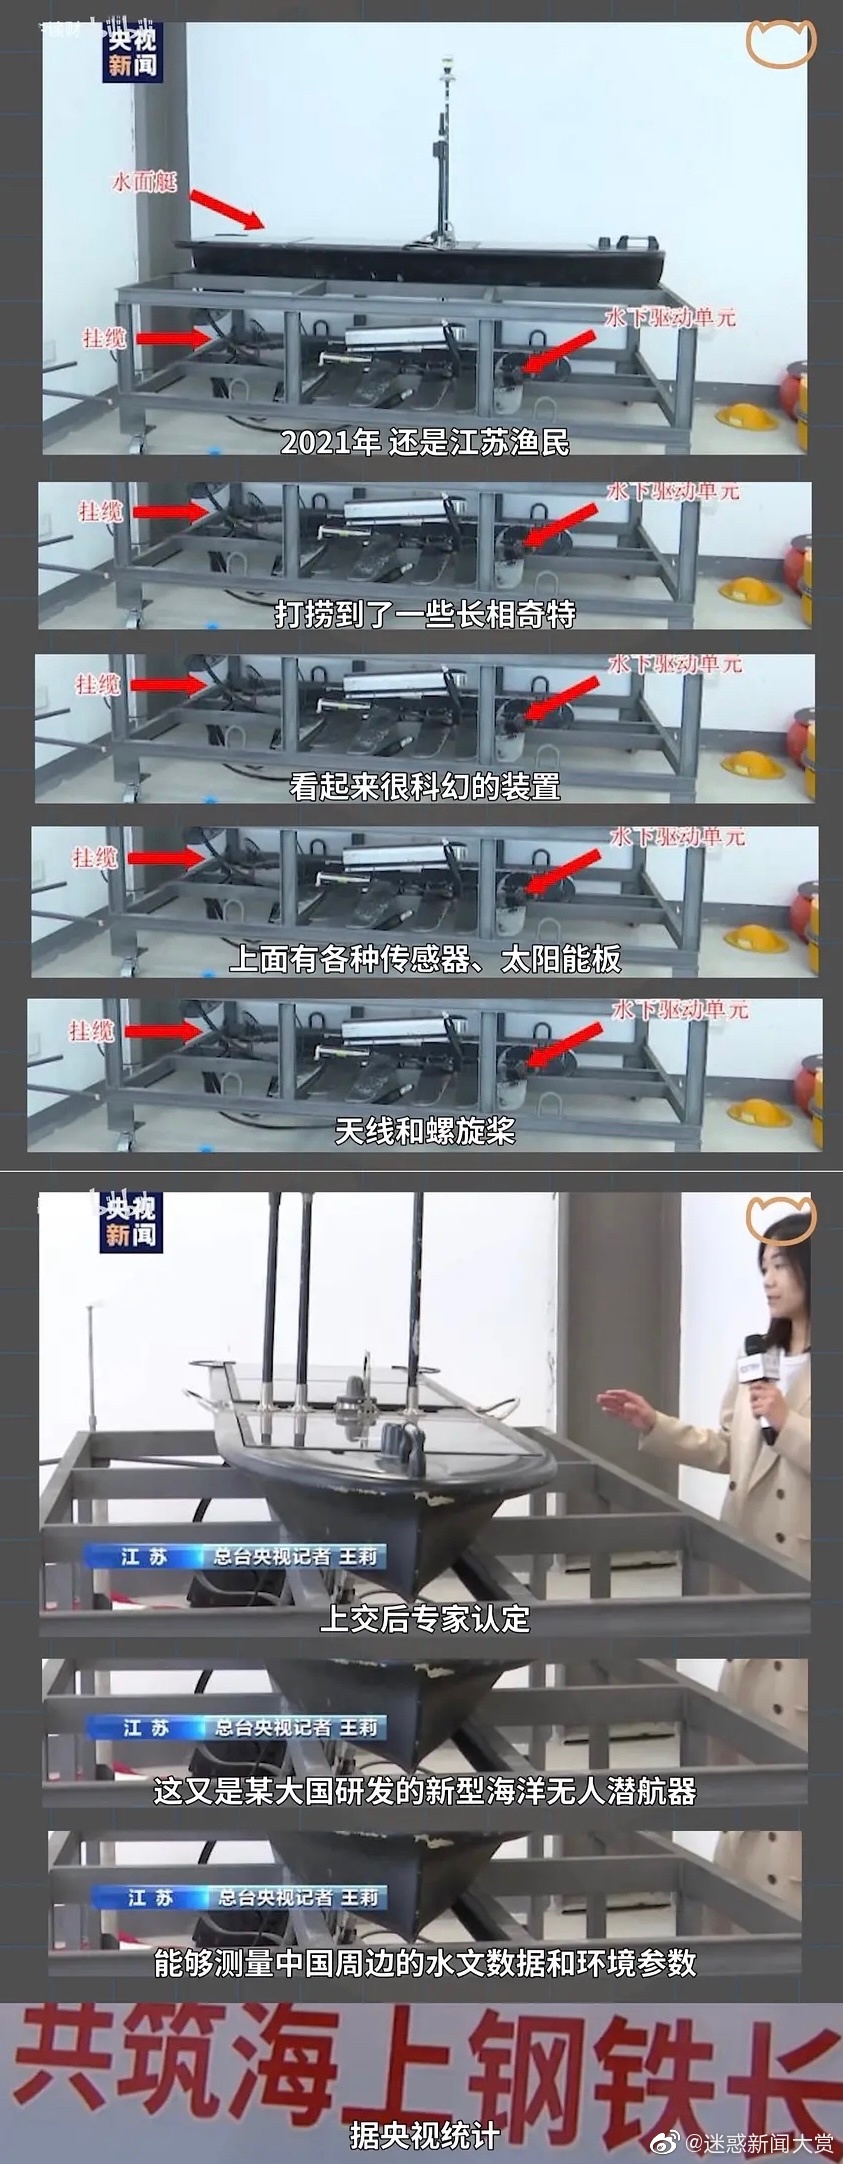 央视
新闻
水面艇
挂缆
水下驱动单元
2021年 还是江苏渔民
水下驱动单元
挂缆
打捞到了一些长相奇特
水下驱动单元
挂缆
看起来很科幻的装置
水下驱动单元
挂缆
上面有各种传感器、太阳能板
水下驱动单元
挂缆
天线和螺旋桨
央视
新闻
江苏 总台央视记者 王莉
上交后专家认定
江苏 总台央视记者 王莉
这又是某大国研发的新型海洋无人潜航器
江苏 总台央视记者 王莉
能够测量中国周边的水文数据和环境参数
共筑海上钢铁长
据央视统计
@迷惑新闻大赏